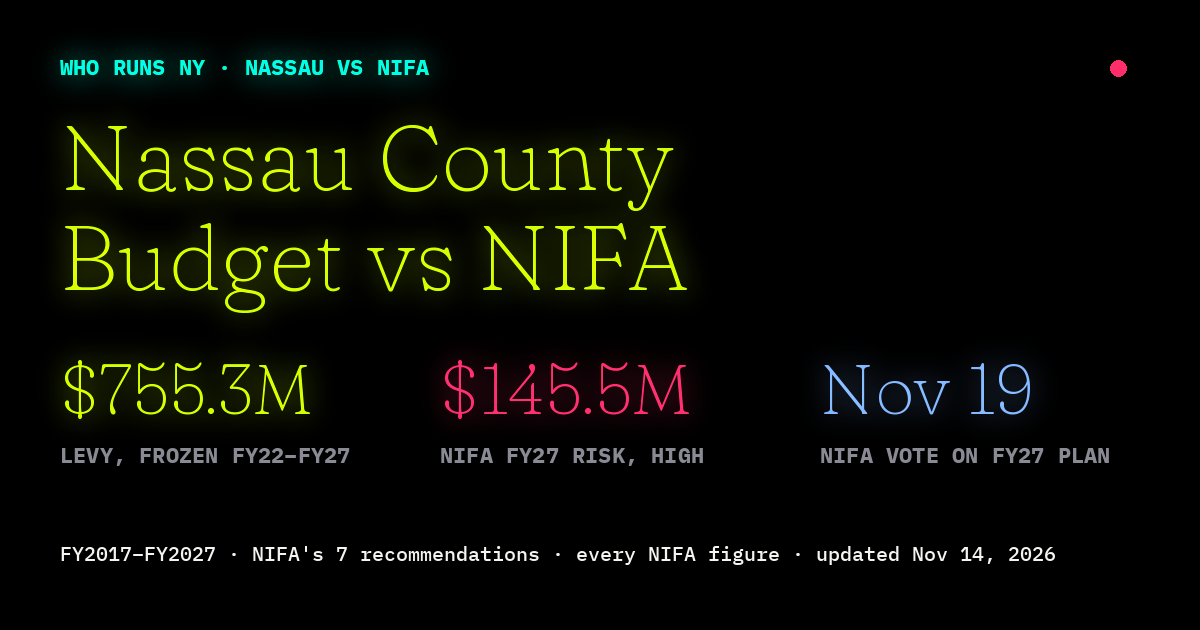 WHO RUNS NY · NASSAU VS NIFA
Nassau County
Budget vs NIFA
$755.3M
LEVY, FROZEN FY22–FY27
$145.5M
NIFA FY27 RISK, HIGH
Nov 19
NIFA VOTE ON FY27 PLAN
FY2017–FY2027 · NIFA's 7 recommendations · every NIFA figure · updated Nov 14, 2026